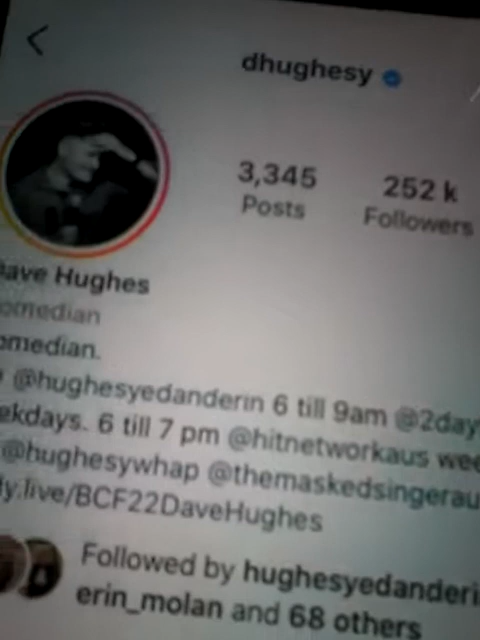 dhughesy
3,345 252 k
Posts Followers
Dave Hughes
omedian
omedian.
@hughesyedanderin 6 till 9am @2day
ekdays. 6 till 7 pm @hitnetworkaus wee
@hughesywhap @themaskedsingerau
ly.live/BCF22DaveHughes
Followed by hughesyedanderi
erin_molan and 68 others